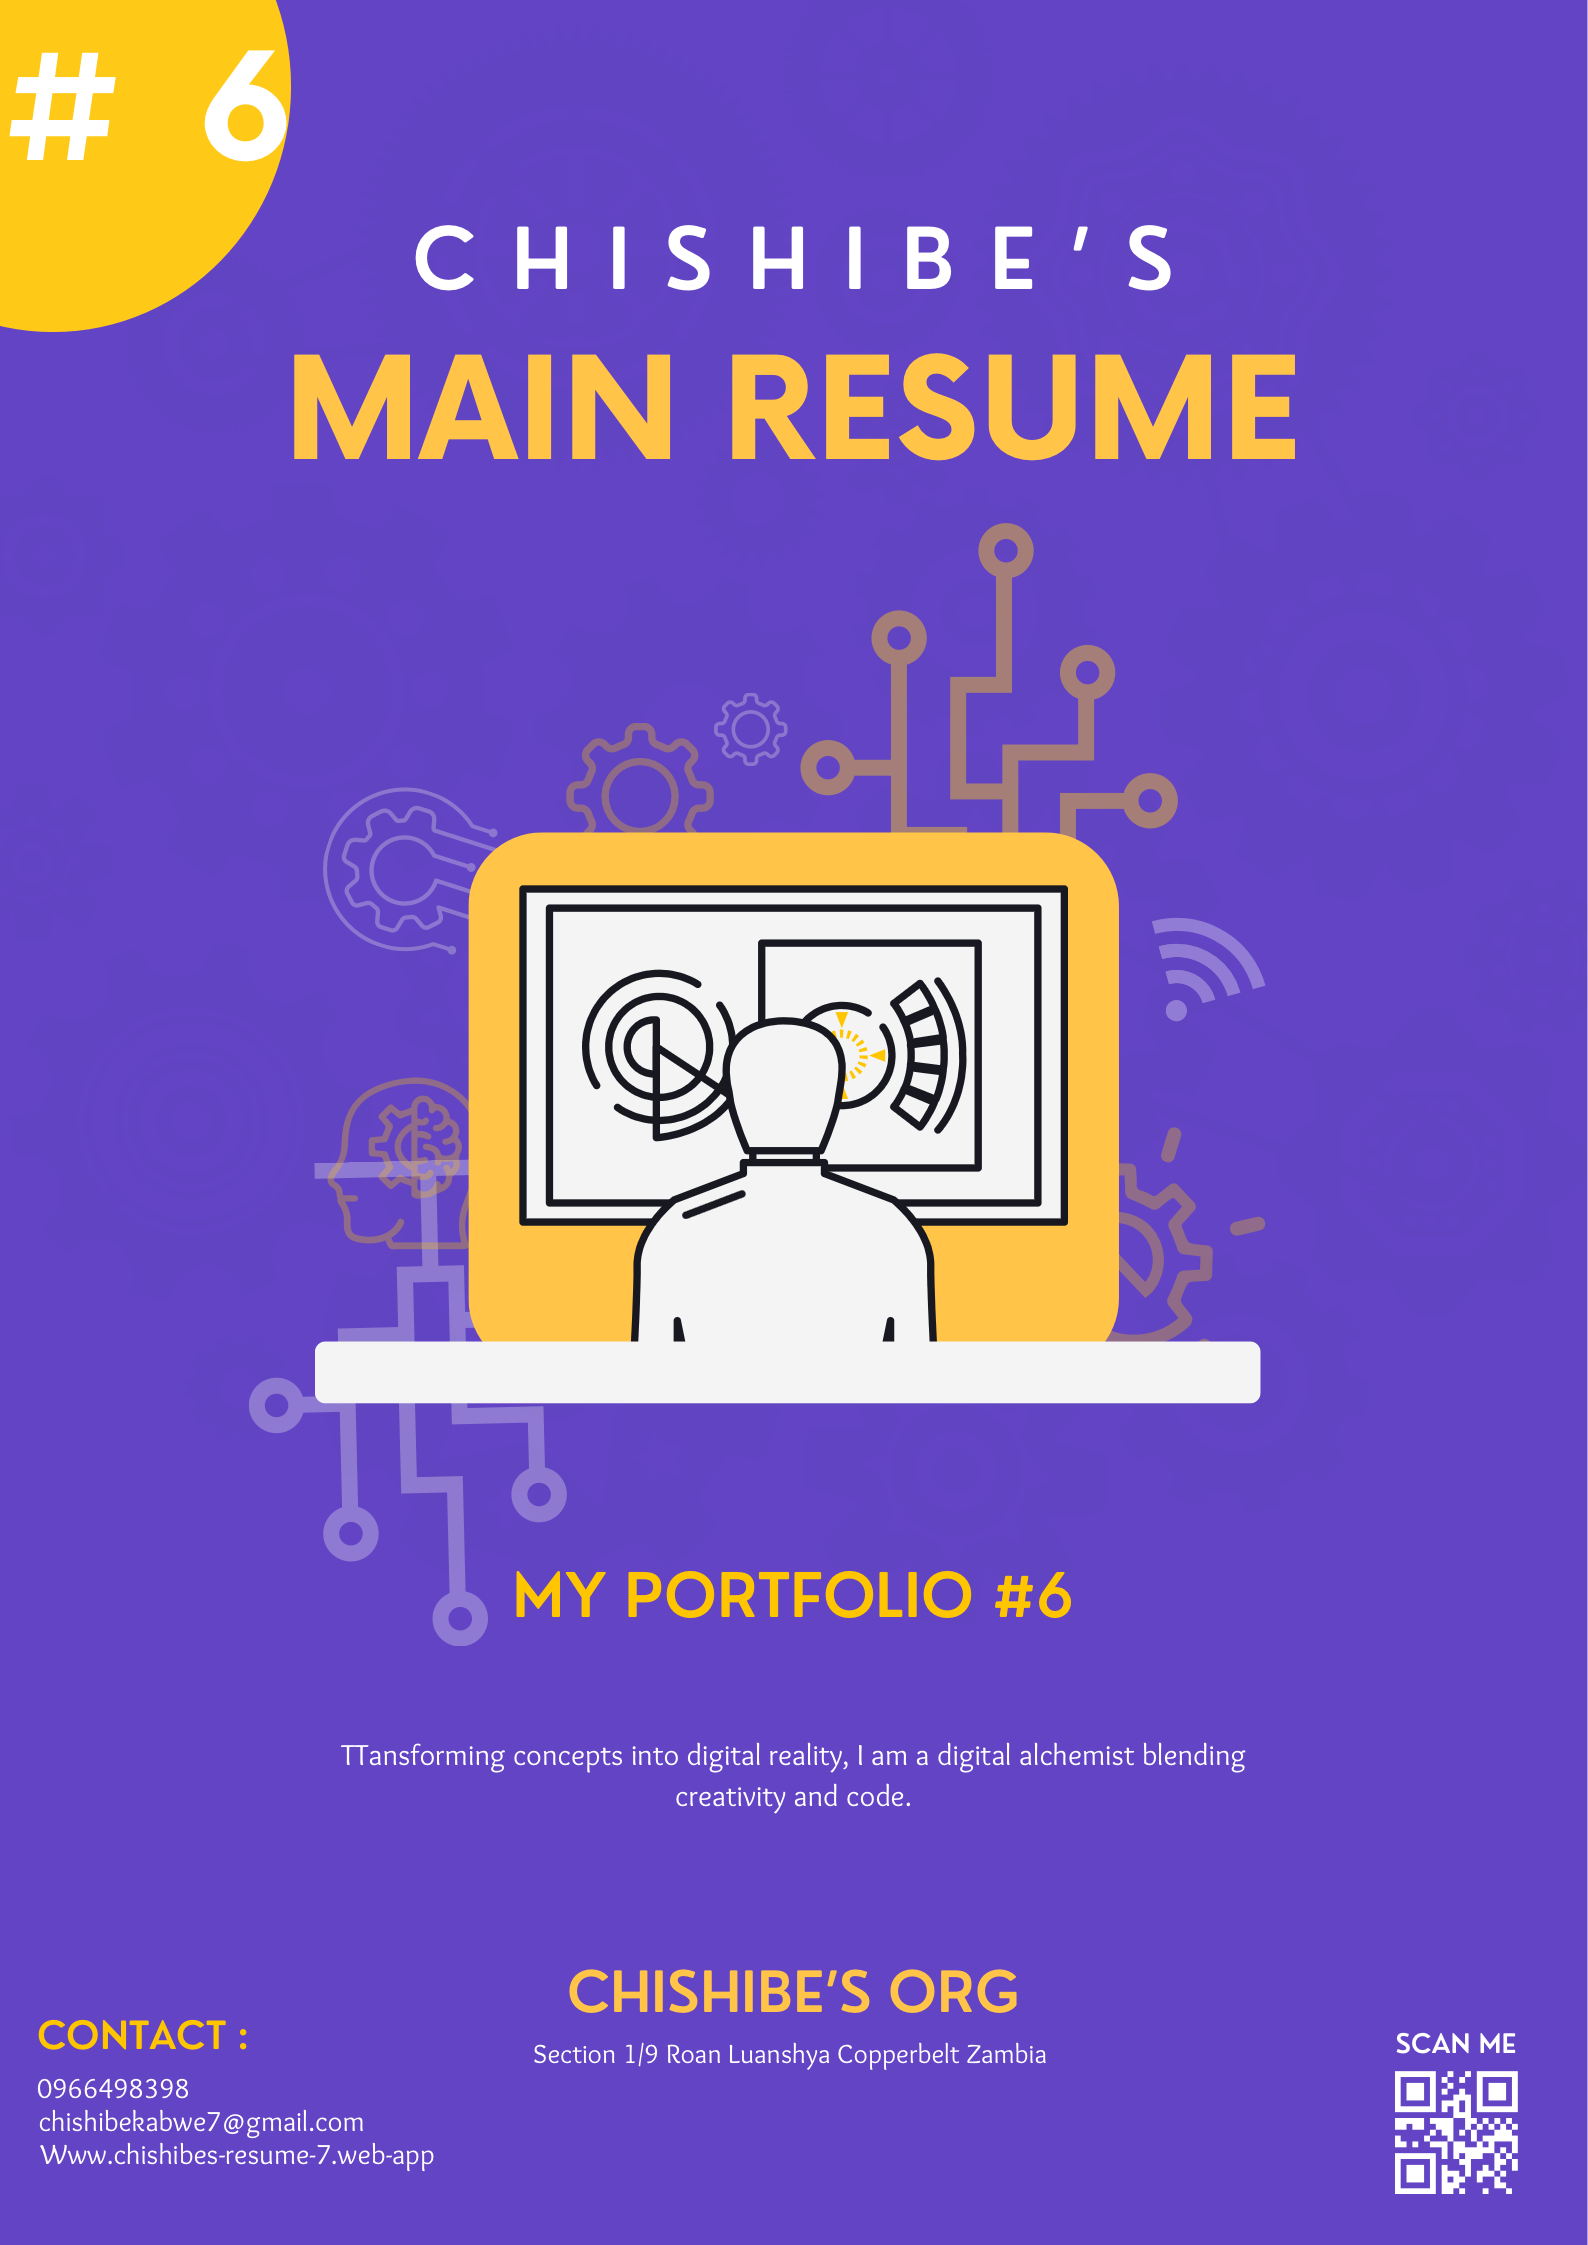 # 6
CHISHIBE'S
MAIN RESUME
MY PORTFOLIO #6
TTansforming concepts into digital reality, I am a digital alchemist blending
creativity and code.
CHISHIBE'S ORG
Section 1/9 Roan Luanshya Copperbelt Zambia
CONTACT :
0966498398
chishibekabwe7@gmail.com
Www.chishibes-resume-7.web-app
SCAN ME